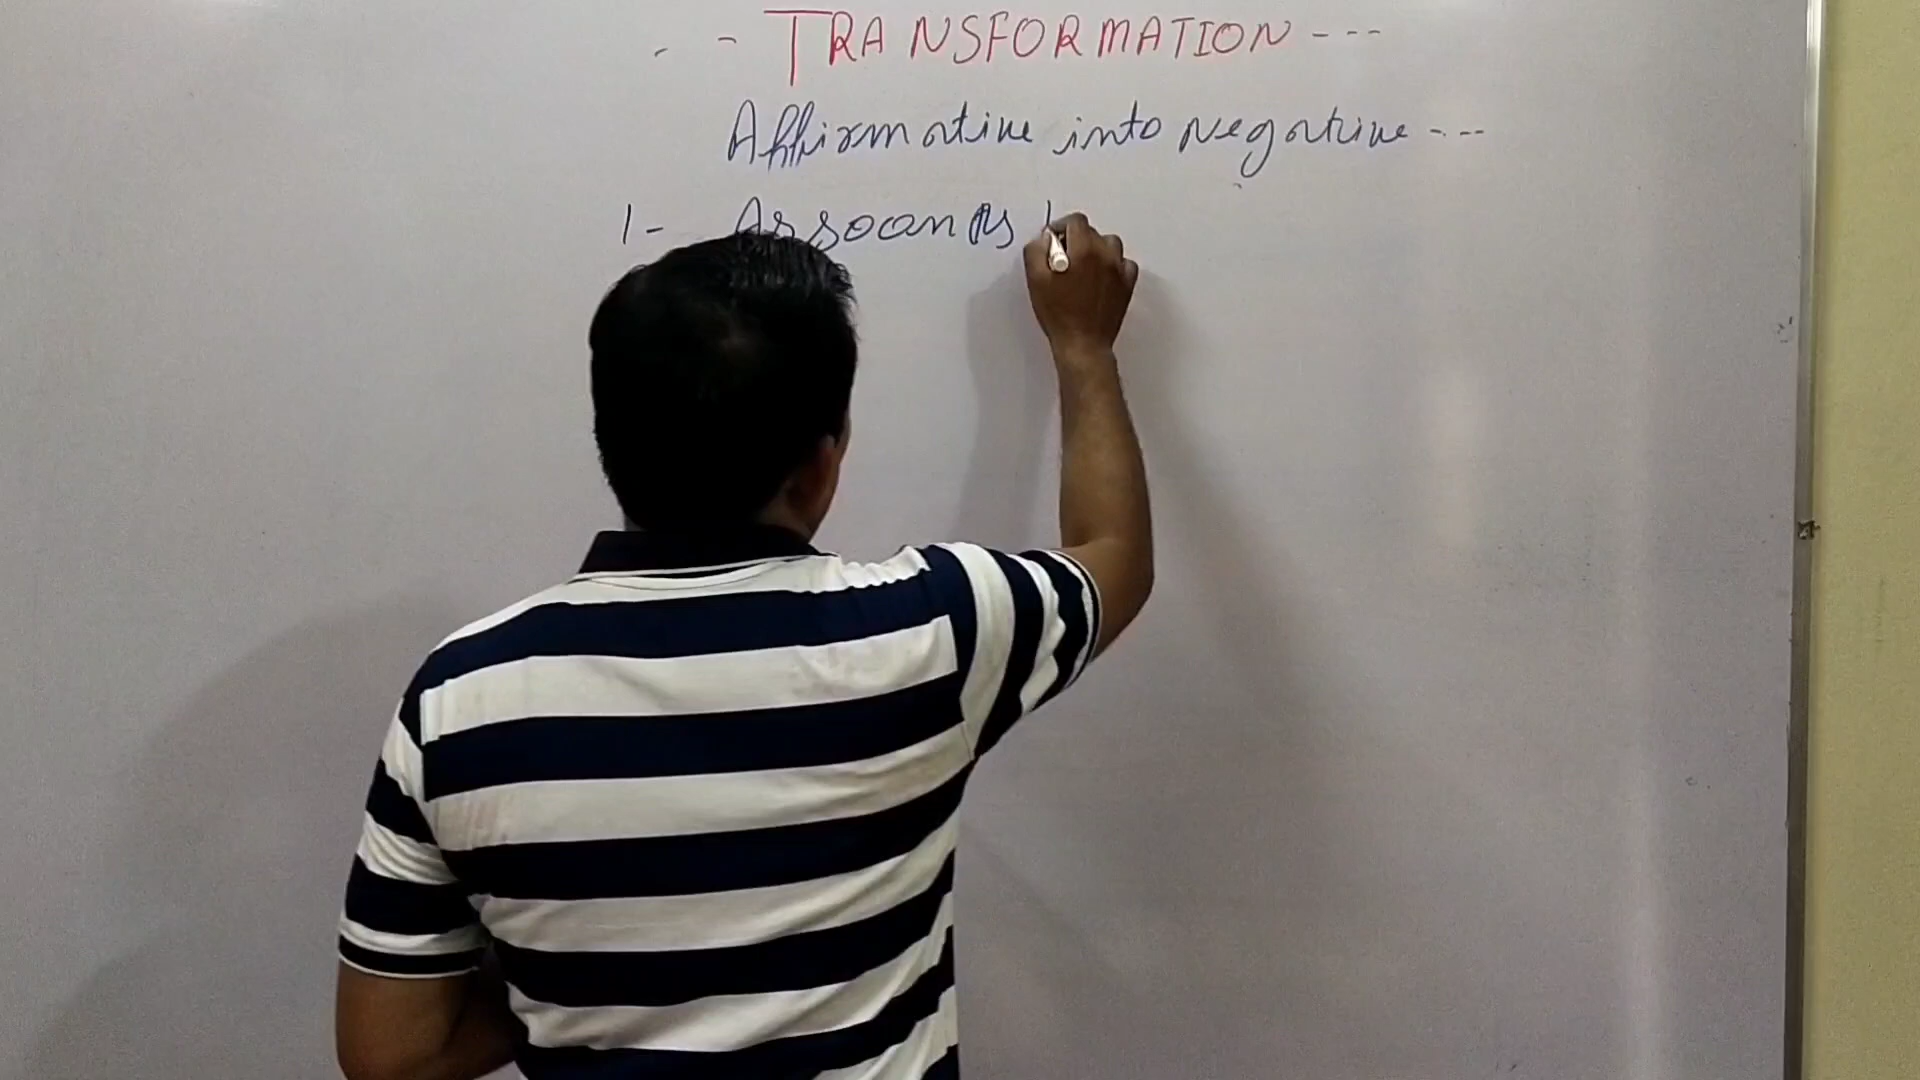 - - TRANSFORMATION ---
Affirmative into Negative ---
1- As soon as